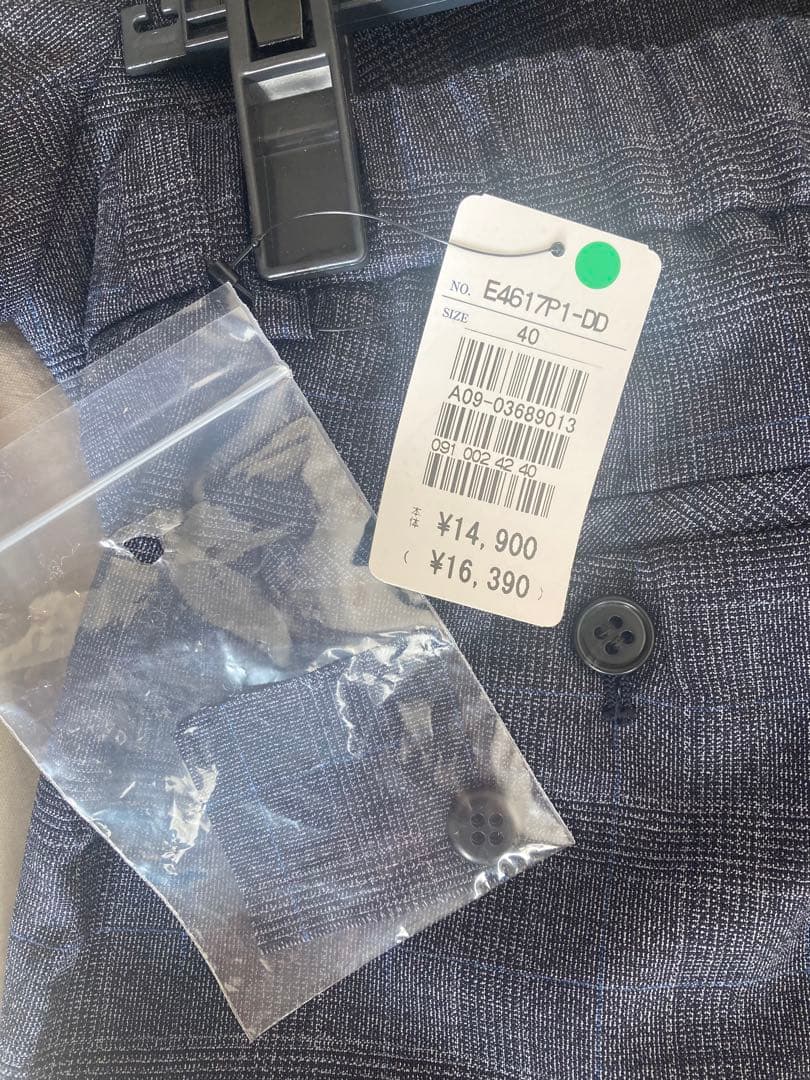 NO. E4617P1-DD
SIZE 40
A09-03689013
091 002 42 40
本体 ¥14,900
( ¥16,390 )